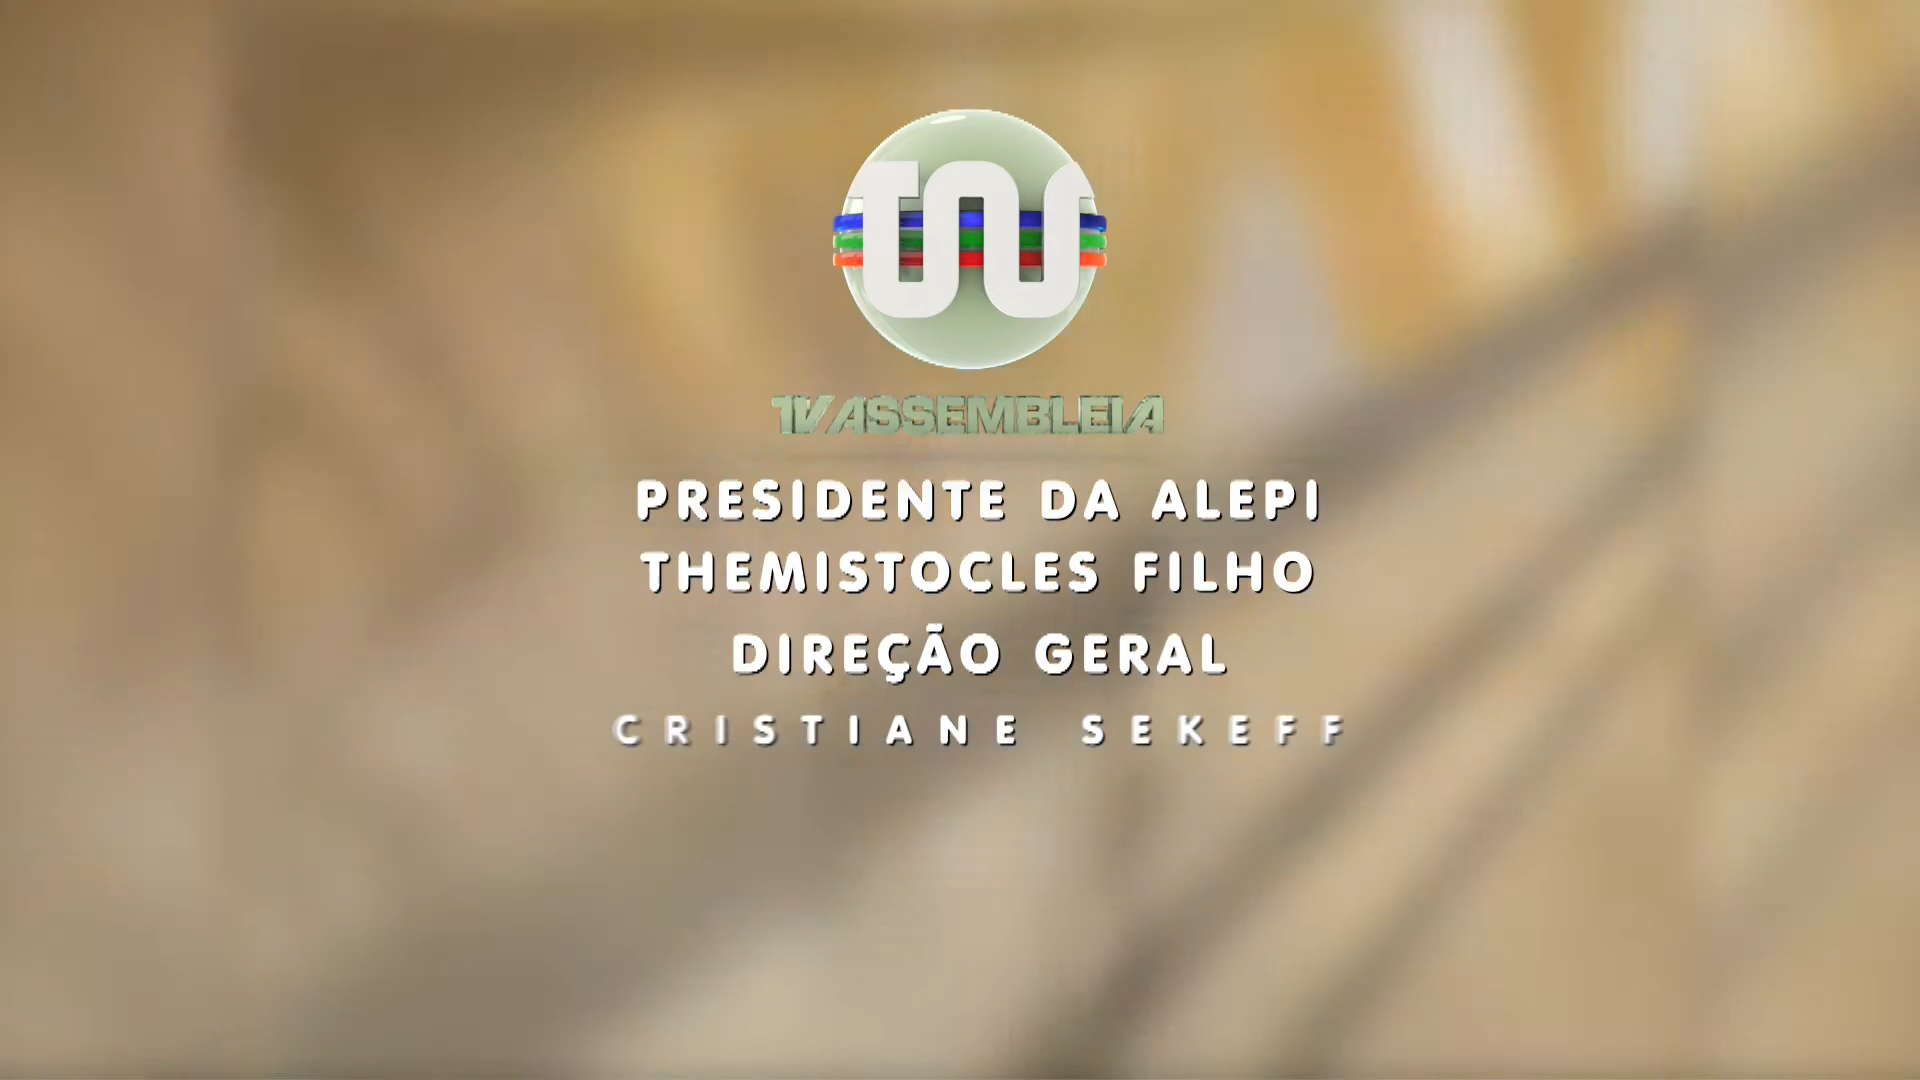 TV ASSEMBLEIA
PRESIDENTE DA ALEPI
THEMISTOCLES FILHO
DIREÇÃO GERAL
CRISTIANE SEKEFF